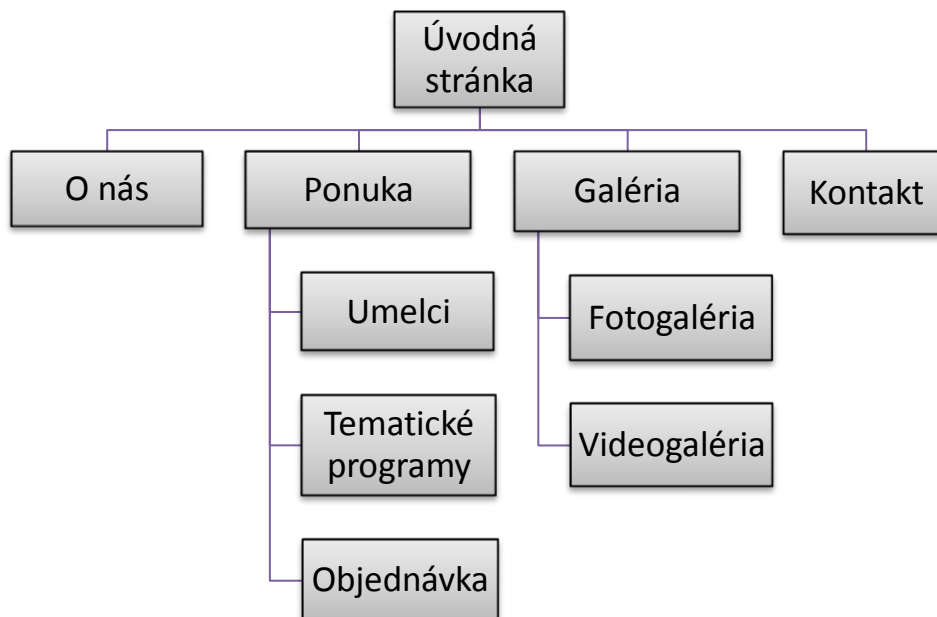 Úvodná
stránka
O nás
Ponuka
Galéria
Kontakt
Umelci
Fotogaléria
Tematické
programy
Videogaléria
Objednávka